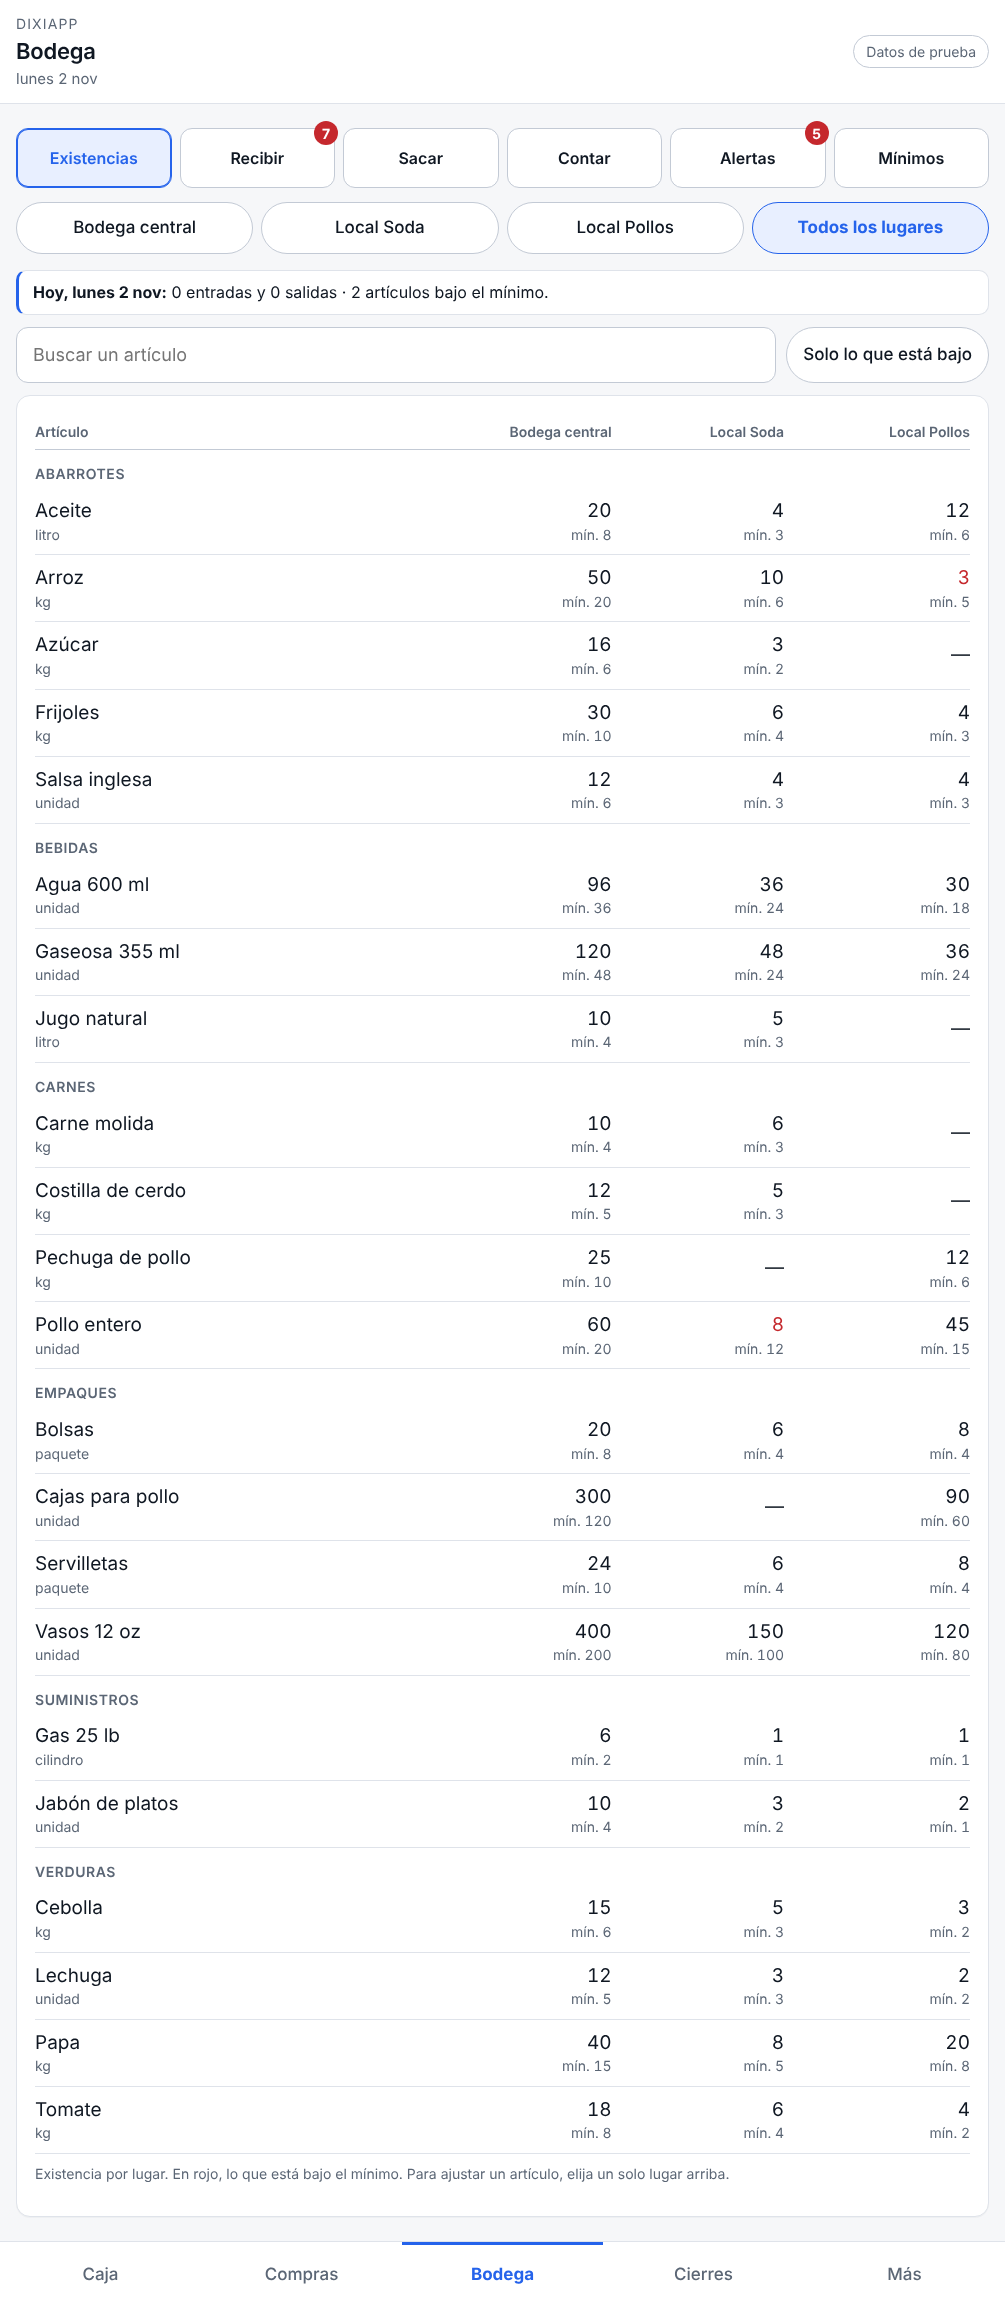 DIXIAPP
Bodega
lunes 2 nov
Datos de prueba
Existencias
Recibir
7
Sacar
Contar
Alertas
5
Mínimos
Bodega central
Local Soda
Local Pollos
Todos los lugares
Hoy, lunes 2 nov: 0 entradas y 0 salidas · 2 artículos bajo el mínimo.
Buscar un artículo
Solo lo que está bajo
Artículo Bodega central Local Soda Local Pollos
ABARROTES
Aceite 20 4 12
litro mín. 8 mín. 3 mín. 6
Arroz 50 10 3
kg mín. 20 mín. 6 mín. 5
Azúcar 16 3 —
kg mín. 6 mín. 2
Frijoles 30 6 4
kg mín. 10 mín. 4 mín. 3
Salsa inglesa 12 4 4
unidad mín. 6 mín. 3 mín. 3
BEBIDAS
Agua 600 ml 96 36 30
unidad mín. 36 mín. 24 mín. 18
Gaseosa 355 ml 120 48 36
unidad mín. 48 mín. 24 mín. 24
Jugo natural 10 5 —
litro mín. 4 mín. 3
CARNES
Carne molida 10 6 —
kg mín. 4 mín. 3
Costilla de cerdo 12 5 —
kg mín. 5 mín. 3
Pechuga de pollo 25 — 12
kg mín. 10 mín. 6
Pollo entero 60 8 45
unidad mín. 20 mín. 12 mín. 15
EMPAQUES
Bolsas 20 6 8
paquete mín. 8 mín. 4 mín. 4
Cajas para pollo 300 — 90
unidad mín. 120 mín. 60
Servilletas 24 6 8
paquete mín. 10 mín. 4 mín. 4
Vasos 12 oz 400 150 120
unidad mín. 200 mín. 100 mín. 80
SUMINISTROS
Gas 25 lb 6 1 1
cilindro mín. 2 mín. 1 mín. 1
Jabón de platos 10 3 2
unidad mín. 4 mín. 2 mín. 1
VERDURAS
Cebolla 15 5 3
kg mín. 6 mín. 3 mín. 2
Lechuga 12 3 2
unidad mín. 5 mín. 3 mín. 2
Papa 40 8 20
kg mín. 15 mín. 5 mín. 8
Tomate 18 6 4
kg mín. 8 mín. 4 mín. 2
Existencia por lugar. En rojo, lo que está bajo el mínimo. Para ajustar un artículo, elija un solo lugar arriba.
Caja Compras Bodega Cierres Más